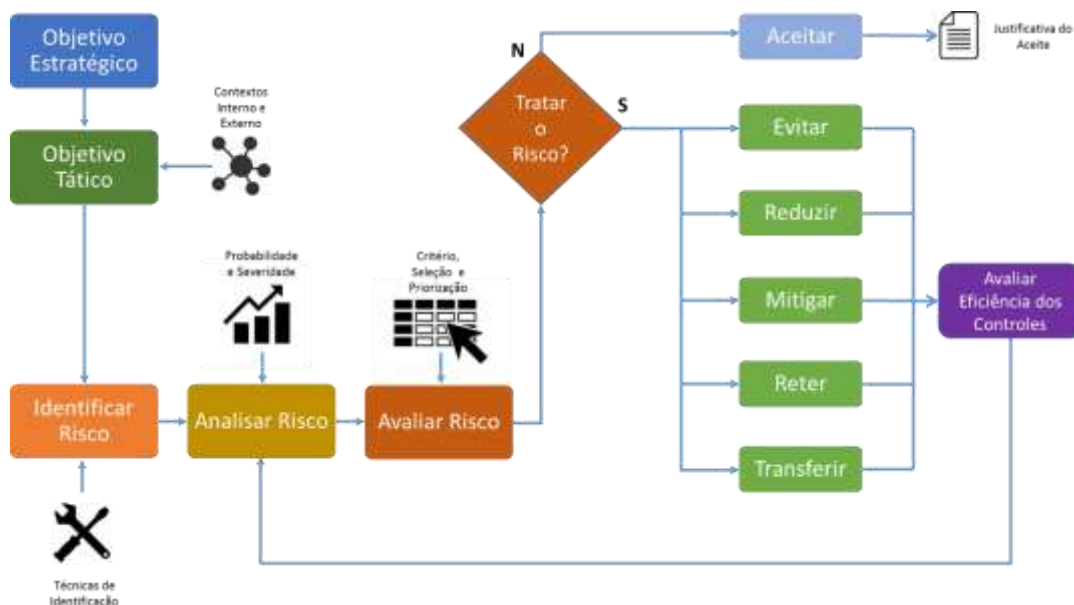 Objetivo
Estratégico
Contextos
Interno e
Externo
Objetivo
Tático
N
Tratar
o
Risco?
S
Aceitar
Justificativa do
Aceite
Evitar
Reduzir
Mitigar
Reter
Transferir
Avaliar
Eficiência dos
Controles
Probabilidade
e Severidade
Critério,
Seleção e
Priorização
Identificar
Risco
Analisar Risco
Avaliar Risco
Técnicas de
Identificação